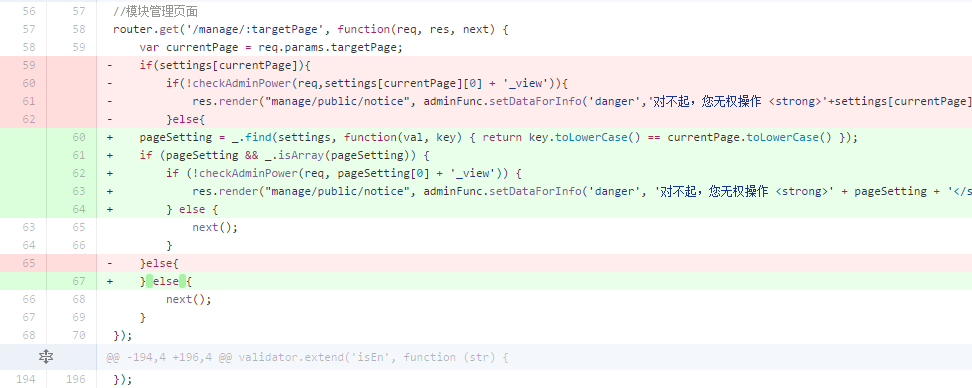 56 57 //模块管理页面
57 58 router.get('/manage/:targetPage', function(req, res, next) {
58 59 var currentPage = req.params.targetPage;
59 - if(settings[currentPage]){
60 - if(!checkAdminPower(req,settings[currentPage][0] + '_view')){
61 - res.render("manage/public/notice", adminFunc.setDataForInfo('danger','对不起，您无权操作 <strong>'+settings[currentPage]
62 - }else{
60 + pageSetting = _.find(settings, function(val, key) { return key.toLowerCase() == currentPage.toLowerCase() });
61 + if (pageSetting && _.isArray(pageSetting)) {
62 + if (!checkAdminPower(req, pageSetting[0] + '_view')) {
63 + res.render("manage/public/notice", adminFunc.setDataForInfo('danger', '对不起，您无权操作 <strong>' + pageSetting + '</s
64 + } else {
63 65 next();
64 66 }
65 - }else{
67 + } else {
66 68 next();
67 69 }
68 70 });
@@ -194,4 +196,4 @@ validator.extend('isEn', function (str) {
194 196 });